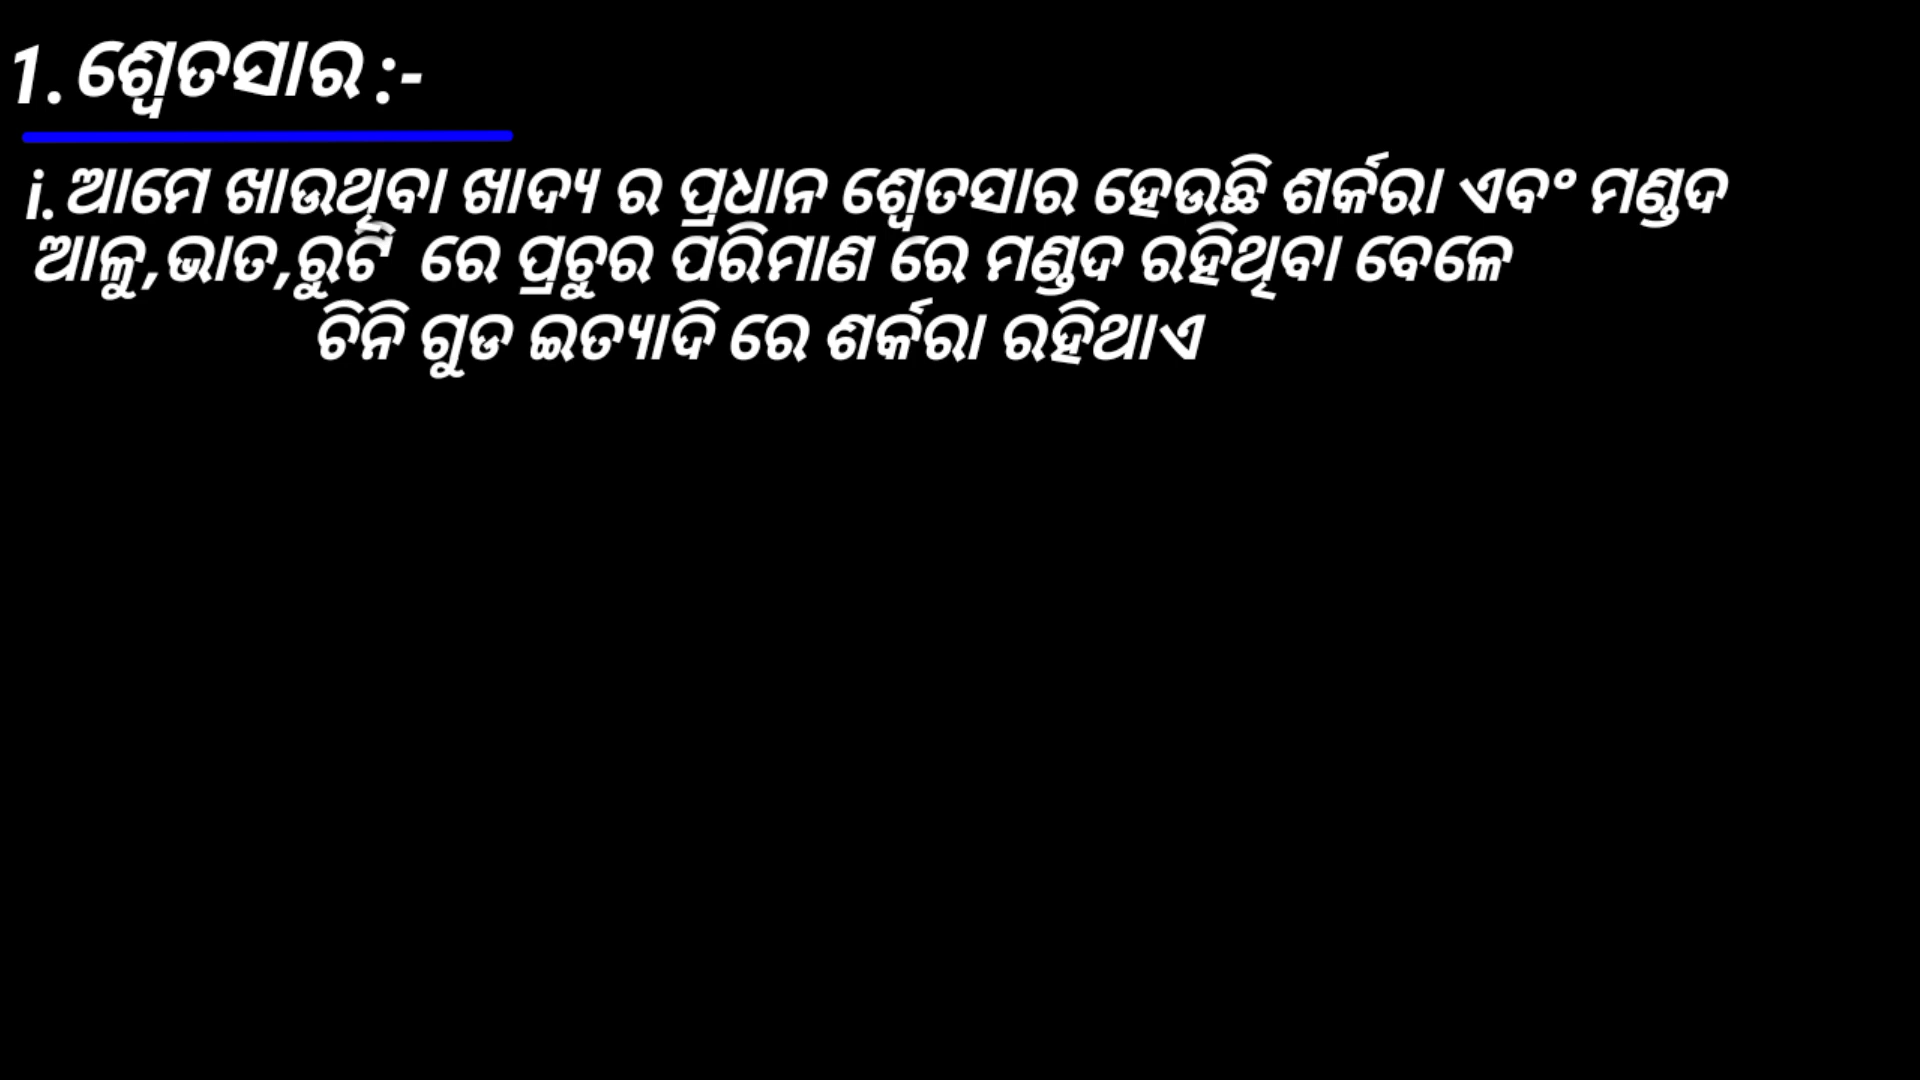 1. ଶ୍ୱେତସାର :-
i. ଆମେ ଖାଉଥିବା ଖାଦ୍ୟ ର ପ୍ରଧାନ ଶ୍ୱେତସାର ହେଉଛି ଶର୍କରା ଏବଂ ମଣ୍ଡଦ
ଆଳୁ,ଭାତ,ରୁଟି ରେ ପ୍ରଚୁର ପରିମାଣ ରେ ମଣ୍ଡଦ ରହିଥିବା ବେଳେ
ଚିନି ଗୁଡ ଇତ୍ୟାଦି ରେ ଶର୍କରା ରହିଥାଏ